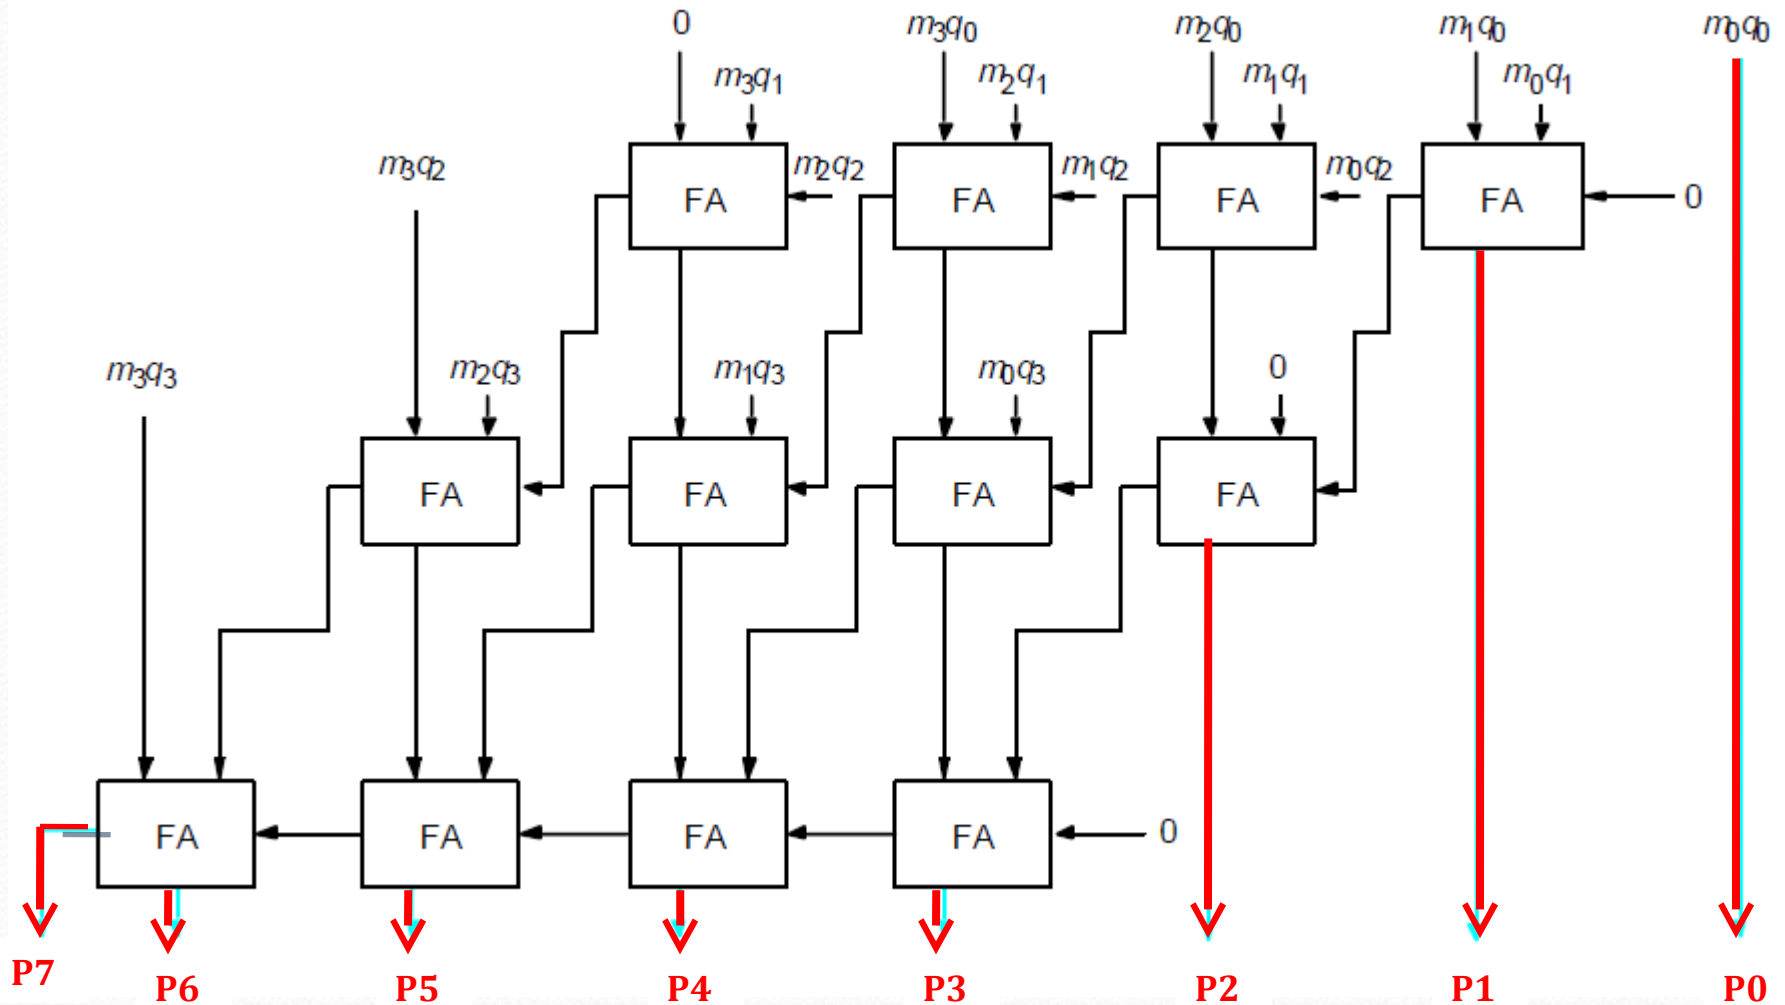 0 m₃q₀ m₂q₀ m₁q₀ m₀q₀
m₃q₁ m₂q₁ m₁q₁ m₀q₁
m₃q₂ m₂q₂ m₁q₂ m₀q₂
FA FA FA FA 0
m₃q₃ m₂q₃ m₁q₃ m₀q₃ 0
FA FA FA FA
FA FA FA FA 0
P7 P6 P5 P4 P3 P2 P1 P0